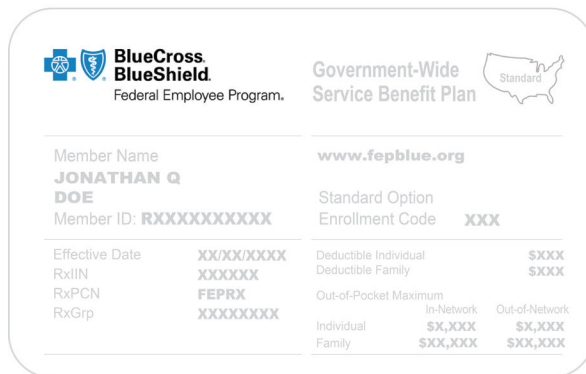 BlueCross.
BlueShield.
Federal Employee Program.
Government-Wide
Service Benefit Plan
Standard
Member Name
JONATHAN Q
DOE
Member ID: RXXXXXXXXXX
www.fepblue.org
Standard Option
Enrollment Code XXX
Effective Date XX/XX/XXXX
RxIIN XXXXXX
RxPCN FEPRX
RxGrp XXXXXXXX
Deductible Individual $XXX
Deductible Family $XXX
Out-of-Pocket Maximum
In-Network Out-of-Network
Individual $X,XXX $X,XXX
Family $XX,XXX $XX,XXX